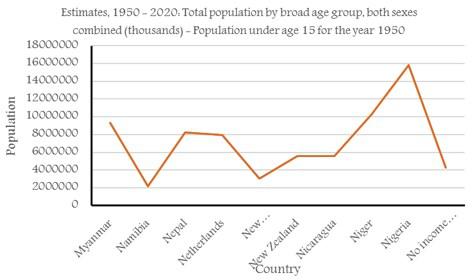 Estimates, 1950 - 2020: Total population by broad age group, both sexes
combined (thousands) - Population under age 15 for the year 1950
18000000
16000000
14000000
12000000
10000000
8000000
6000000
4000000
2000000
0
Population
Myanmar
Namibia
Nepal
Netherlands
New...
New Zealand
Nicaragua
Niger
Nigeria
No income...
Country